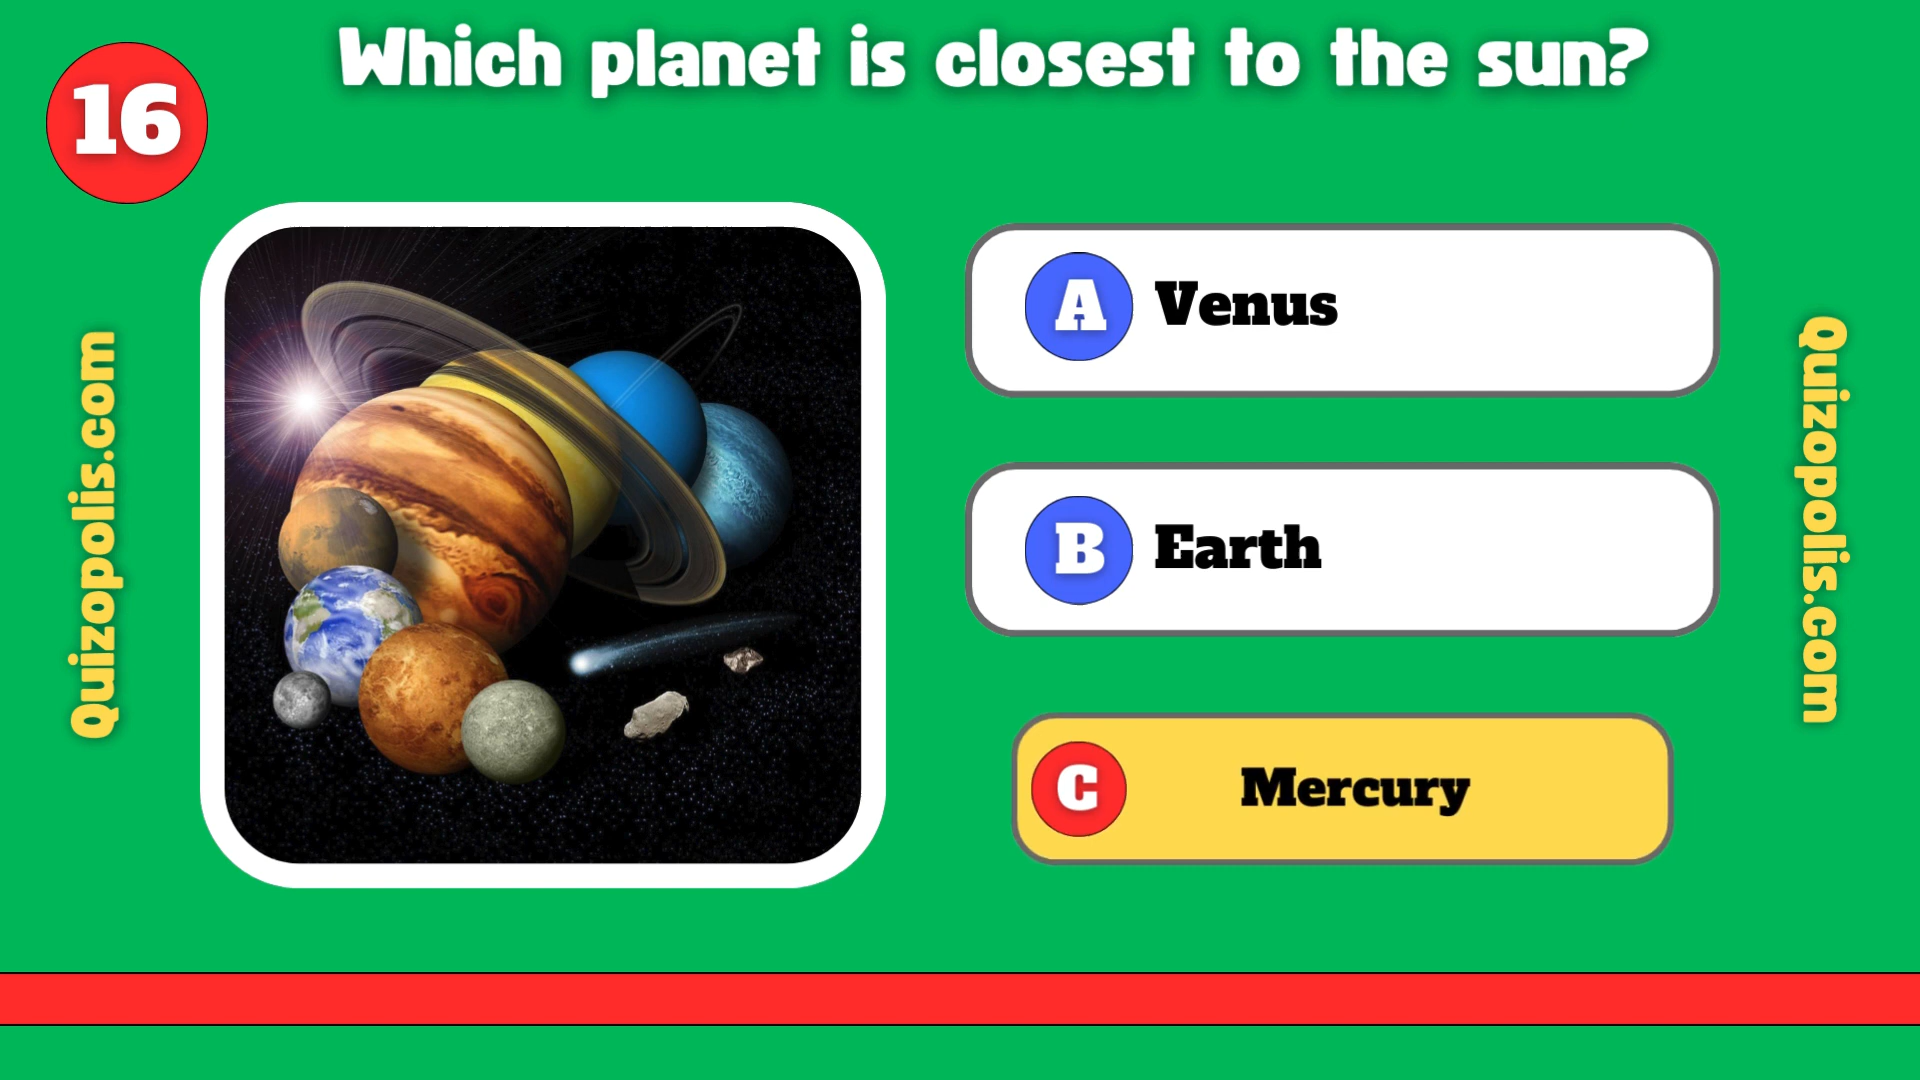 Which planet is closest to the sun?
16
Quizopolis.com
A Venus
B Earth
C Mercury
Quizopolis.com